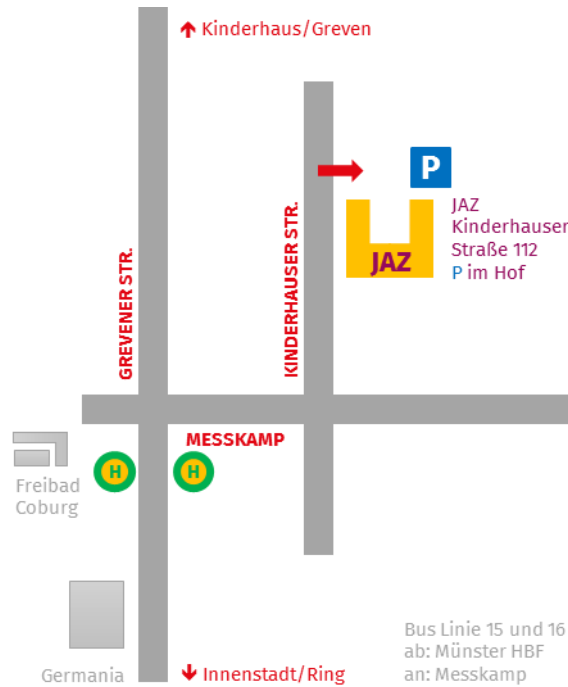 ↑ Kinderhaus/Greven
P
JAZ
Kinderhauser
Straße 112
P im Hof
JAZ
GREVENER STR.
KINDERHAUSER STR.
MESSKAMP
H
H
Freibad
Coburg
Germania
↓ Innenstadt/Ring
Bus Linie 15 und 16
ab: Münster HBF
an: Messkamp